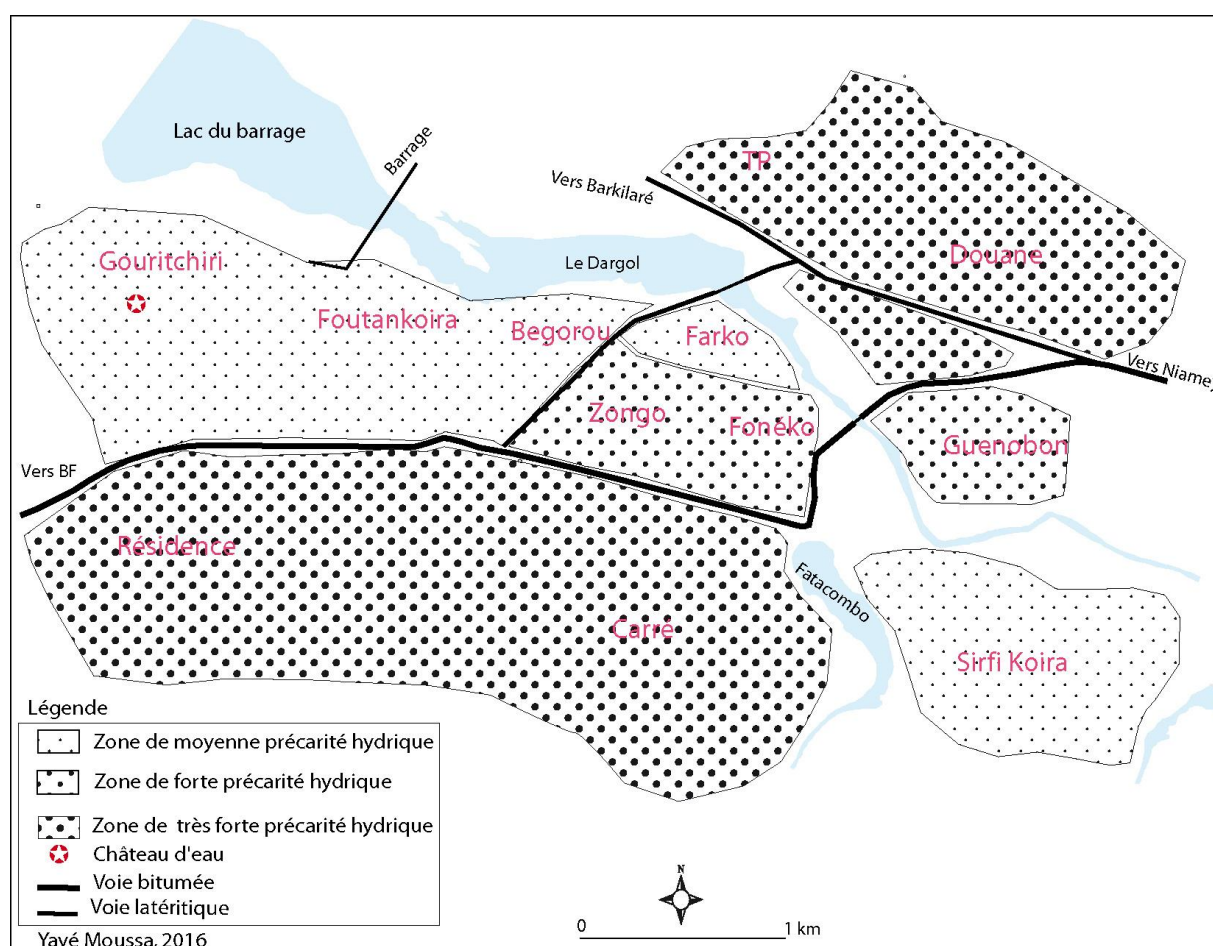 Lac du barrage
Barrage
TP
Vers Barkilaré
Gouritchiri
Le Dargol
Douane
Foutankoira
Begorou
Farko
Vers Niamey
Zongo
Fonéko
Guenobon
Vers BF
Résidence
Fatacombo
Carré
Sirfi Koira
Légende
Zone de moyenne précarité hydrique
Zone de forte précarité hydrique
Zone de très forte précarité hydrique
Château d'eau
Voie bitumée
Voie latéritique
Yayé Moussa, 2016
N
0
1 km